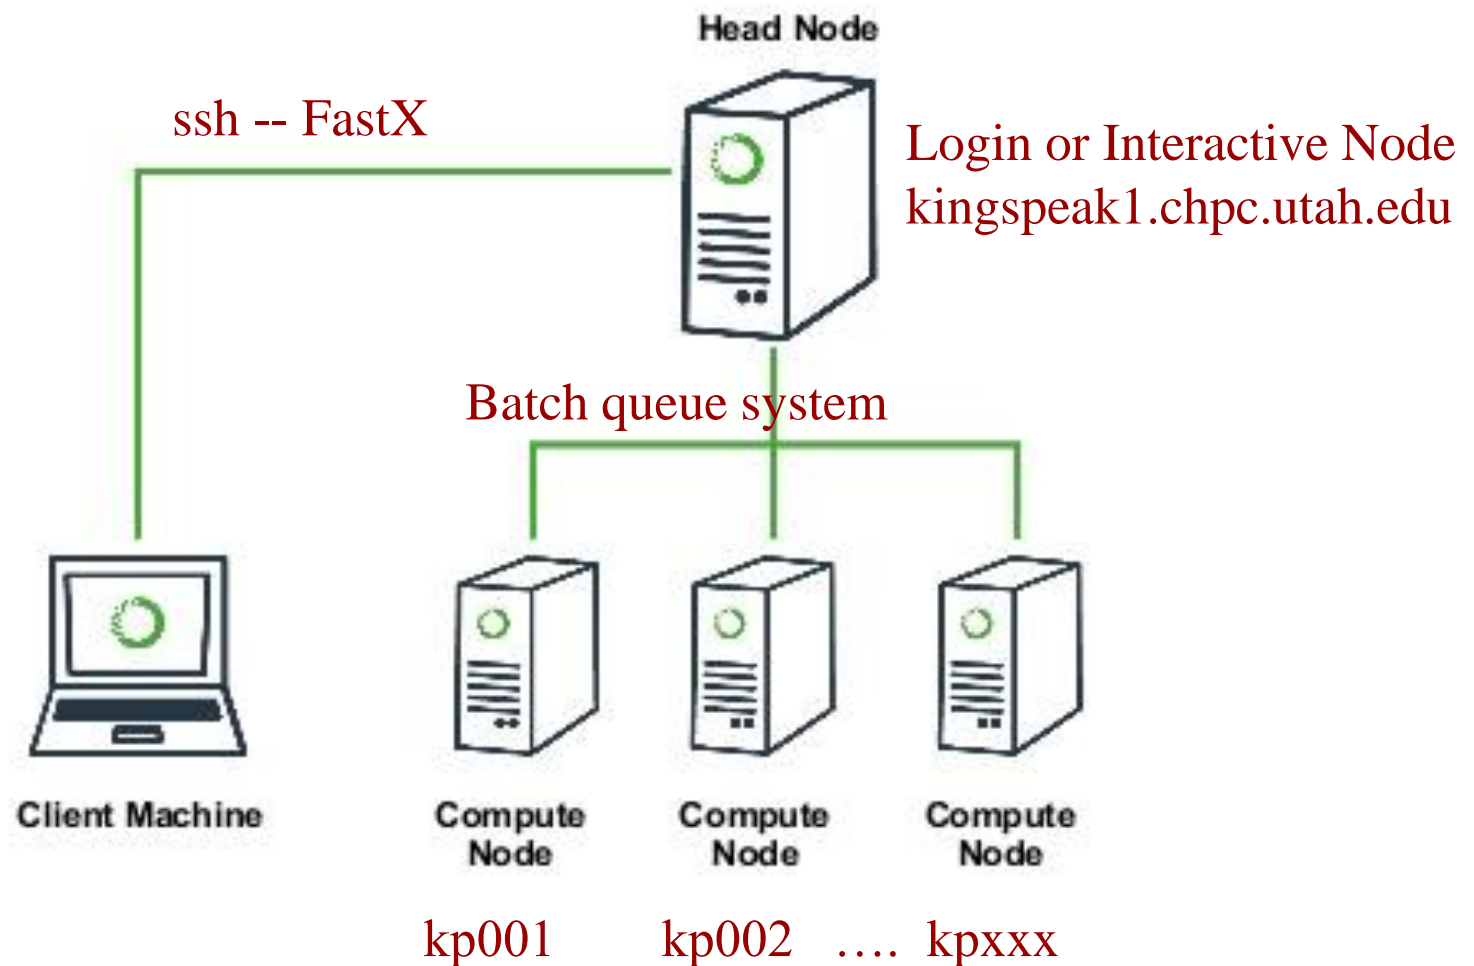 Head Node
ssh -- FastX
Login or Interactive Node
kingspeak1.chpc.utah.edu
Batch queue system
Client Machine
Compute Node
Compute Node
Compute Node
kp001 kp002 .... kpxxx